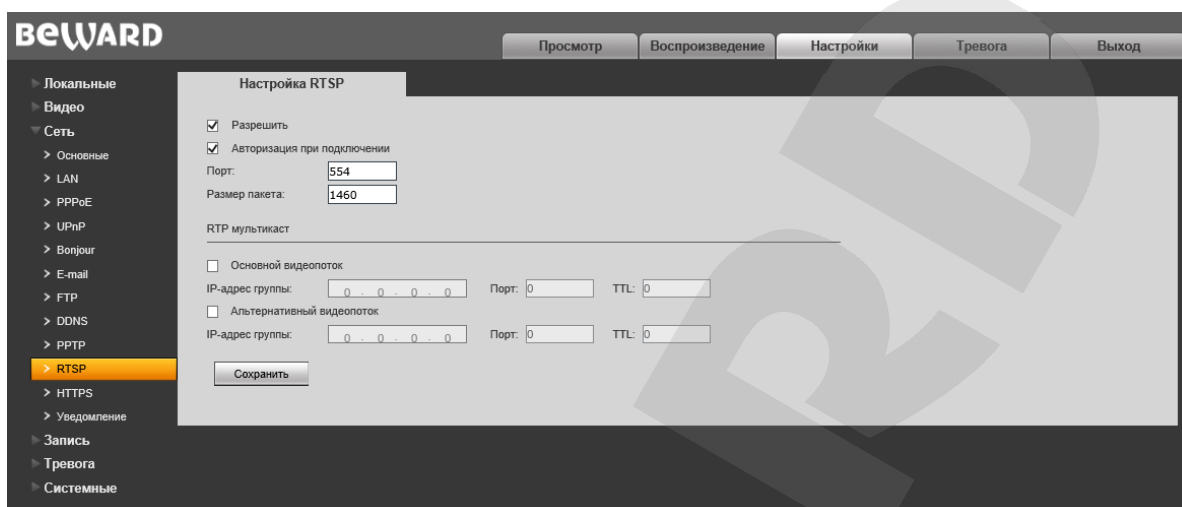 BEWARD
Просмотр
Воспроизведение
Настройки
Тревога
Выход
Локальные
Видео
Сеть
Основные
LAN
PPPoE
UPnP
Bonjour
E-mail
FTP
DDNS
PPTP
RTSP
HTTPS
Уведомление
Запись
Тревога
Системные
Настройка RTSP
Разрешить
Авторизация при подключении
Порт: 554
Размер пакета: 1460
RTP мультикаст
Основной видеопоток
IP-адрес группы: 0 . 0 . 0 . 0 Порт: 0 TTL: 0
Альтернативный видеопоток
IP-адрес группы: 0 . 0 . 0 . 0 Порт: 0 TTL: 0
Сохранить